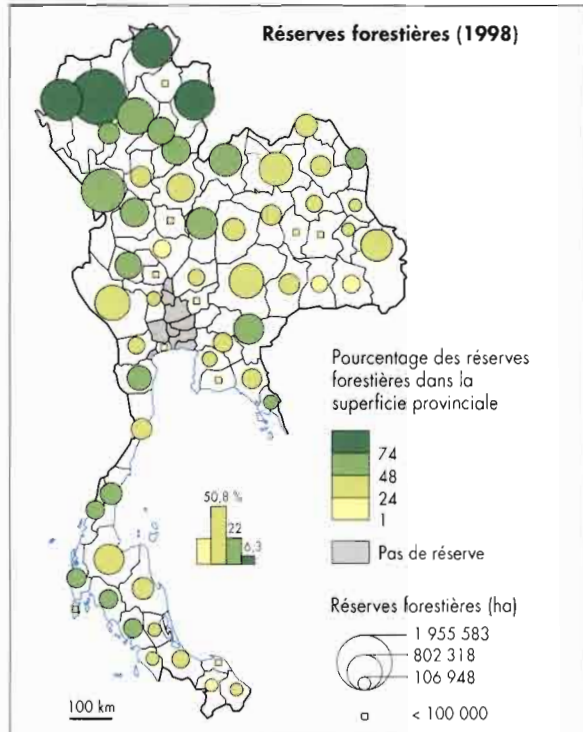 Réserves forestières (1998)
Pourcentage des réserves
forestières dans la
superficie provinciale
74
48
24
1
50,8 %
22
6,3
Pas de réserve
Réserves forestières (ha)
1 955 583
802 318
106 948
< 100 000
100 km